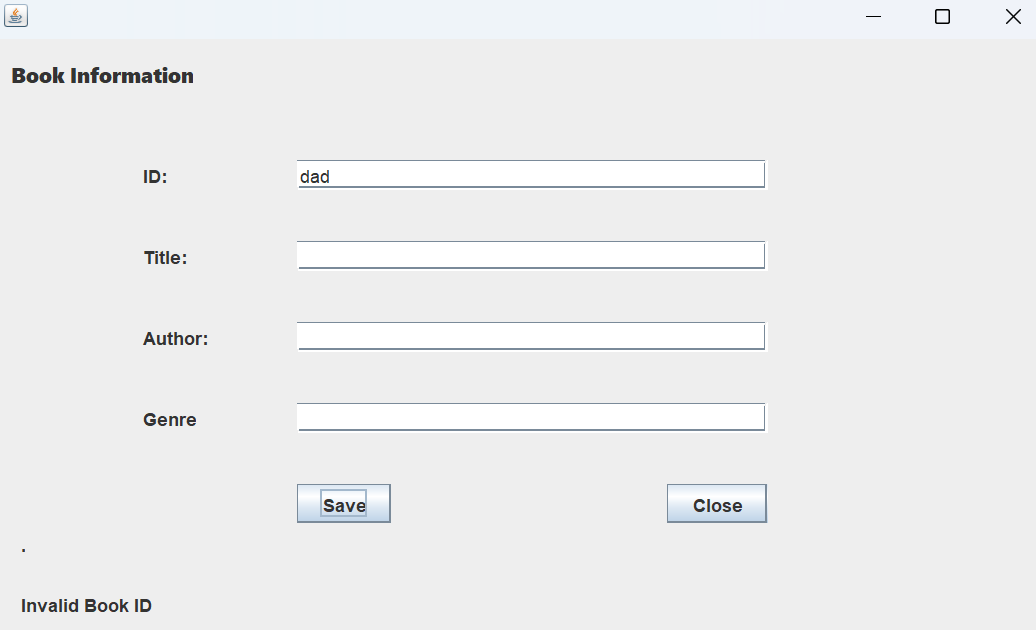 Book Information
ID: dad
Title:
Author:
Genre
Save Close
.
Invalid Book ID